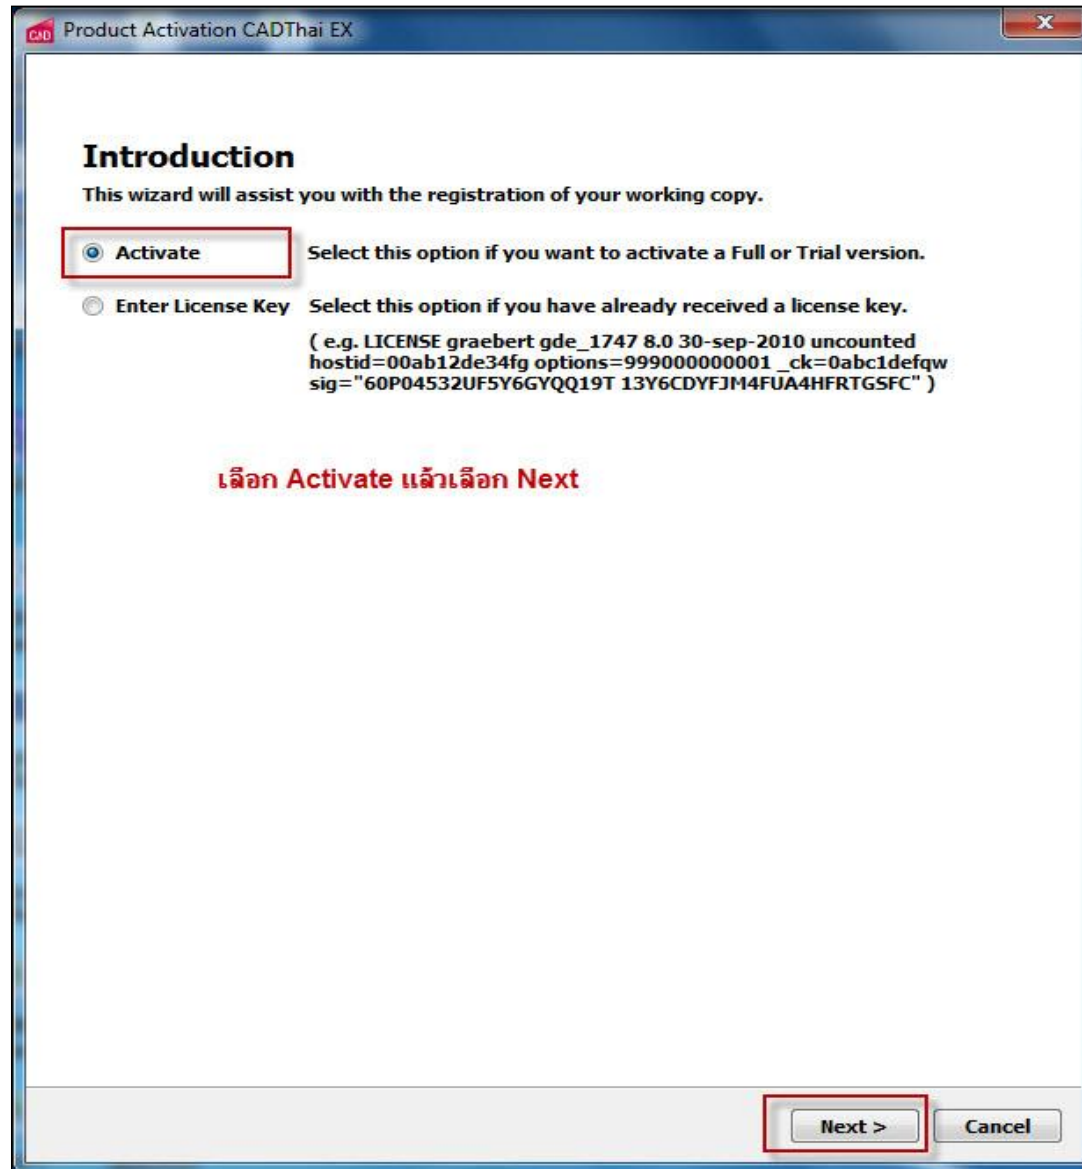 CAD
Product Activation CADThai EX
Introduction
This wizard will assist you with the registration of your working copy.
Activate Select this option if you want to activate a Full or Trial version.
Enter License Key Select this option if you have already received a license key.
( e.g. LICENSE graebert gde_1747 8.0 30-sep-2010 uncounted
hostid=00ab12de34fg options=999000000001 _ck=0abc1defqw
sig="60P04532UF5Y6GYQQ19T 13Y6CDYFJM4FUA4HFRTGSFC" )
เลือก Activate แล้วเลือก Next
Next >
Cancel